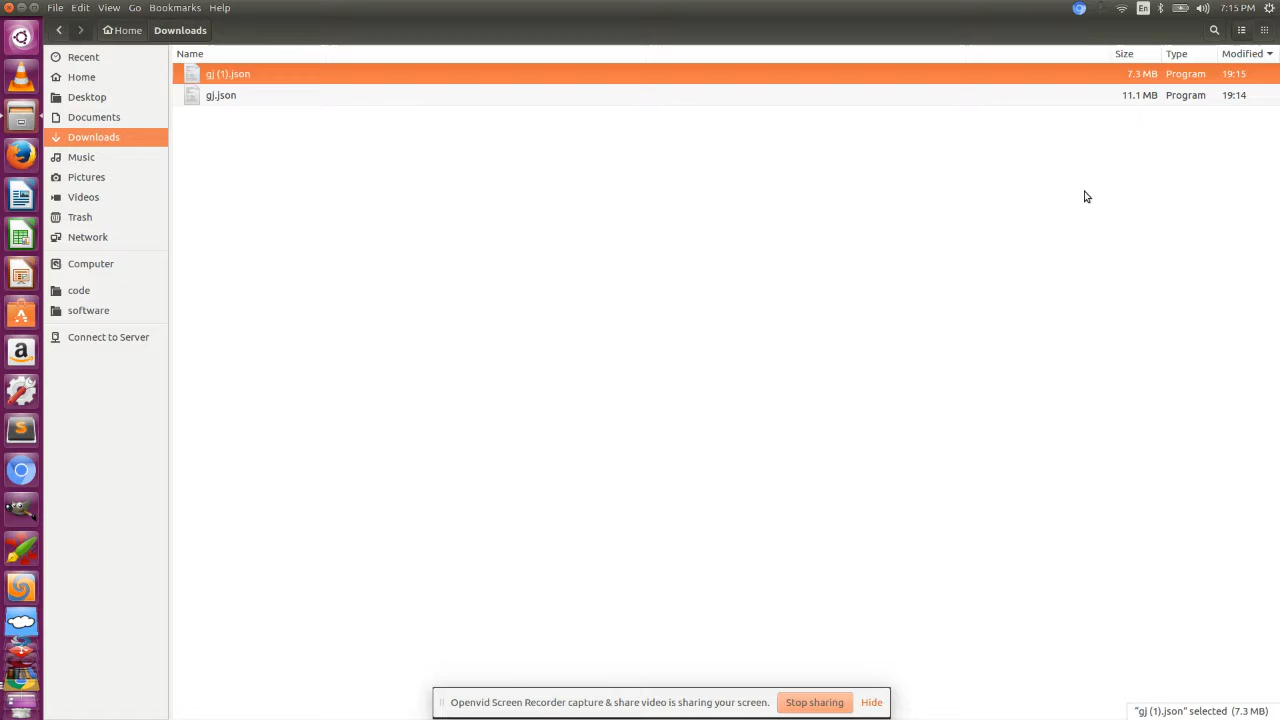 File Edit View Go Bookmarks Help
En 7:15 PM
Home Downloads
Recent
Home
Desktop
Documents
Downloads
Music
Pictures
Videos
Trash
Network
Computer
code
software
Connect to Server
Name Size Type Modified
gj (1).json 7.3 MB Program 19:15
gj.json 11.1 MB Program 19:14
Openvid Screen Recorder capture & share video is sharing your screen. Stop sharing Hide
"gj (1).json" selected (7.3 MB)